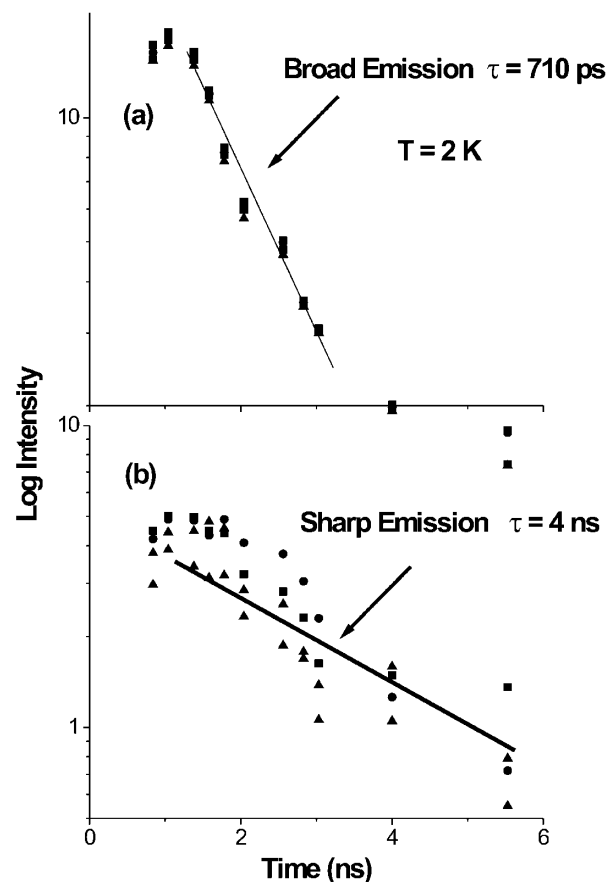 (a)
Broad Emission τ = 710 ps
T = 2 K
10
Log Intensity
10
(b)
Sharp Emission τ = 4 ns
1
0 2 4 6
Time (ns)